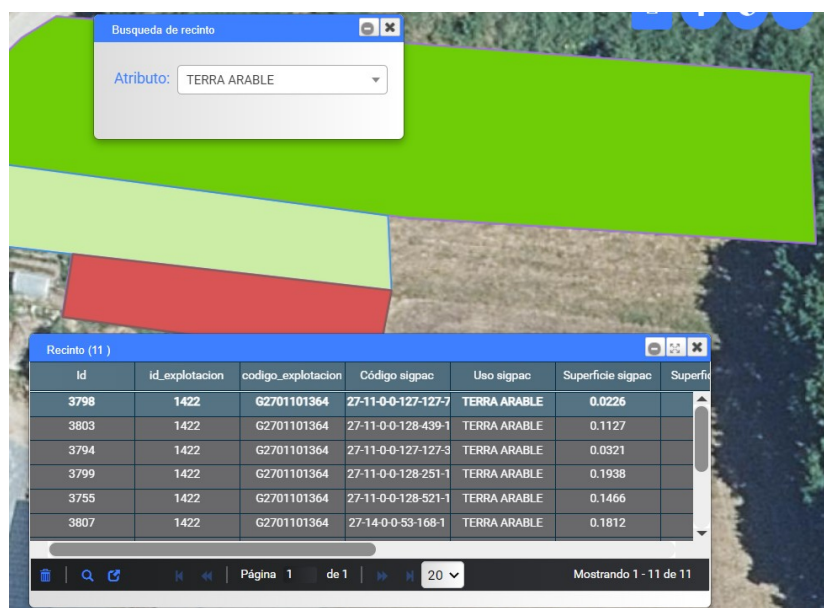 Busqueda de recinto
Atributo: TERRA ARABLE
Recinto (11 )
Id id_explotacion codigo_explotacion Código sigpac Uso sigpac Superficie sigpac Superfic
3798 1422 G2701101364 27-11-0-0-127-127-7 TERRA ARABLE 0.0226
3803 1422 G2701101364 27-11-0-0-128-439-1 TERRA ARABLE 0.1127
3794 1422 G2701101364 27-11-0-0-127-127-3 TERRA ARABLE 0.0321
3799 1422 G2701101364 27-11-0-0-128-251-1 TERRA ARABLE 0.1938
3755 1422 G2701101364 27-11-0-0-128-521-1 TERRA ARABLE 0.1466
3807 1422 G2701101364 27-14-0-0-53-168-1 TERRA ARABLE 0.1812
Página 1 de 1 20 Mostrando 1 - 11 de 11